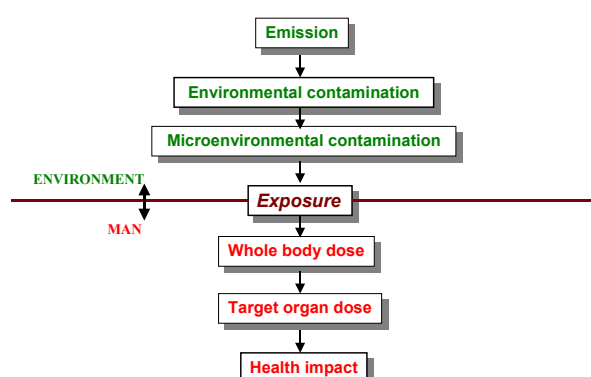 Emission
Environmental contamination
Microenvironmental contamination
ENVIRONMENT
Exposure
MAN
Whole body dose
Target organ dose
Health impact